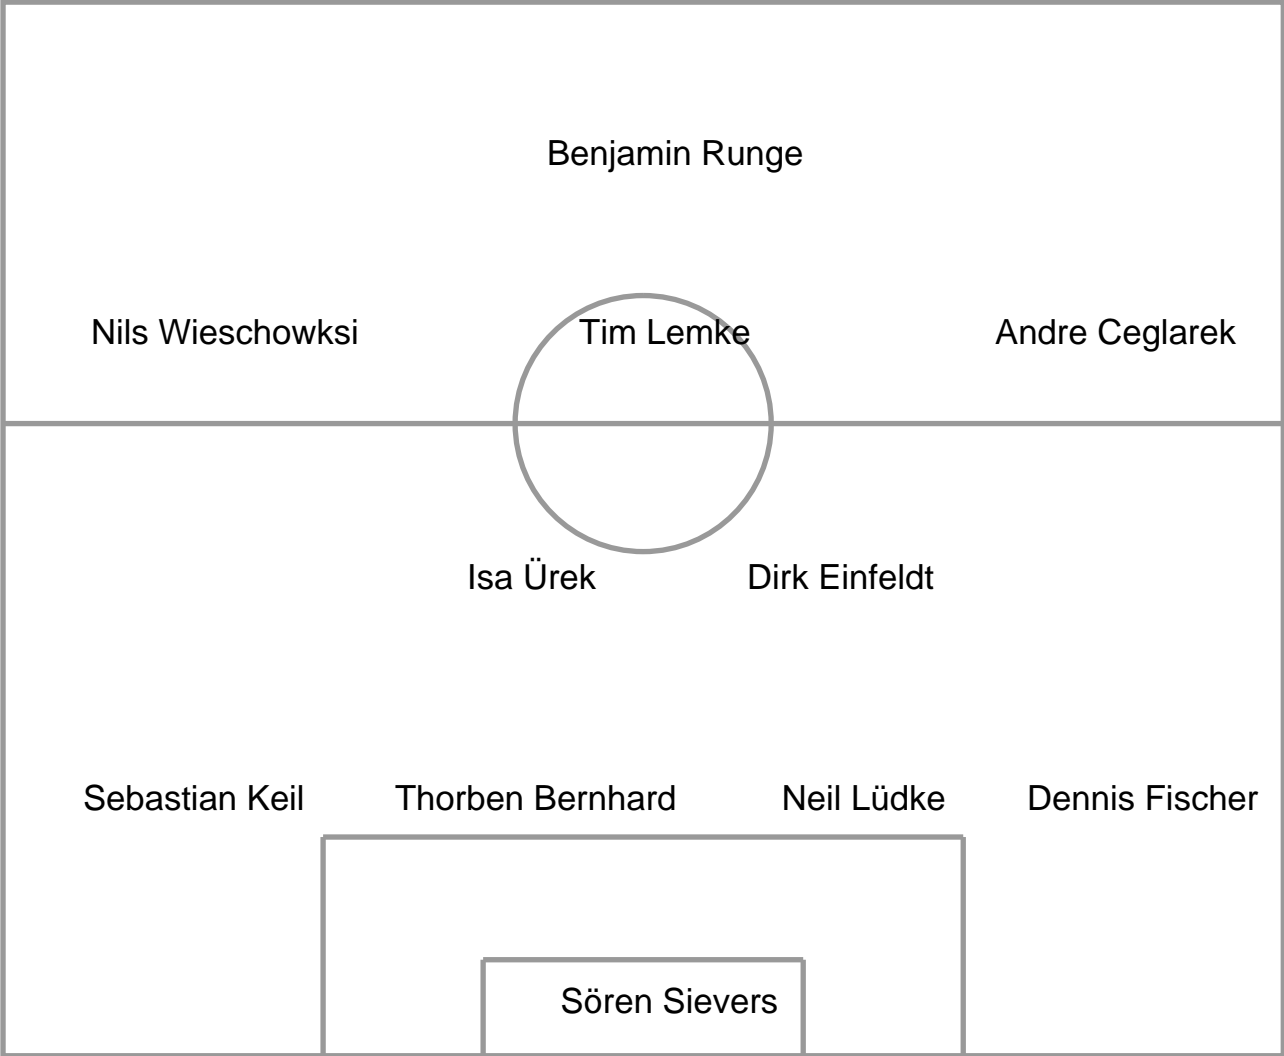 Benjamin Runge
Nils Wieschowksi Tim Lemke Andre Ceglarek
Isa Ürek Dirk Einfeldt
Sebastian Keil Thorben Bernhard Neil Lüdke Dennis Fischer
Sören Sievers